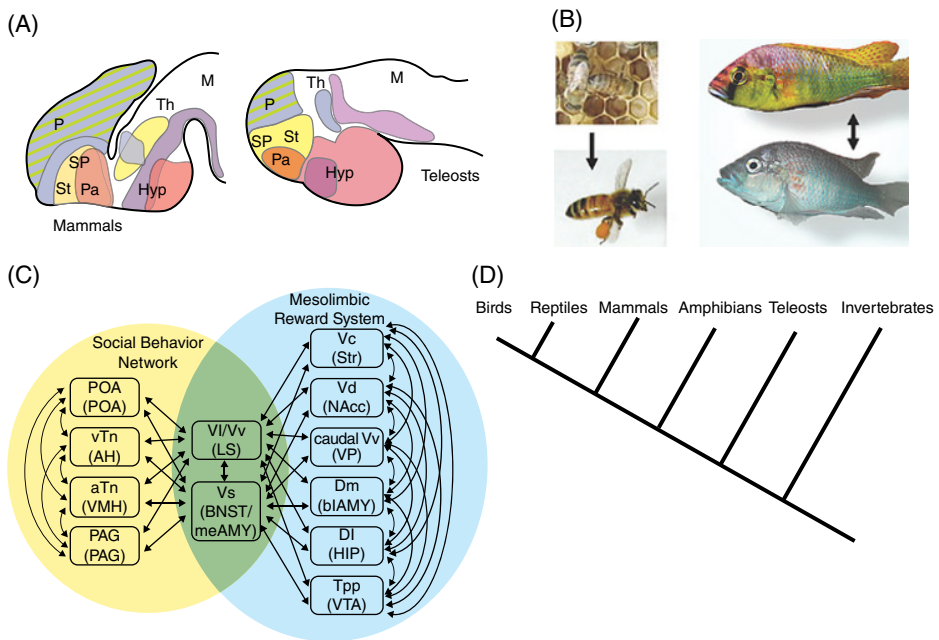 (A)
P
SP
St
Pa
Th
M
Hyp
Mammals
P
SP
St
Pa
Th
M
Hyp
Teleosts
(B)
(C)
Social Behavior
Network
Mesolimbic
Reward System
POA
(POA)
vTn
(AH)
aTn
(VMH)
PAG
(PAG)
Vl/Vv
(LS)
Vs
(BNST/
meAMY)
Vc
(Str)
Vd
(NAcc)
caudal Vv
(VP)
Dm
(blAMY)
Dl
(HIP)
Tpp
(VTA)
(D)
Birds Reptiles Mammals Amphibians Teleosts Invertebrates